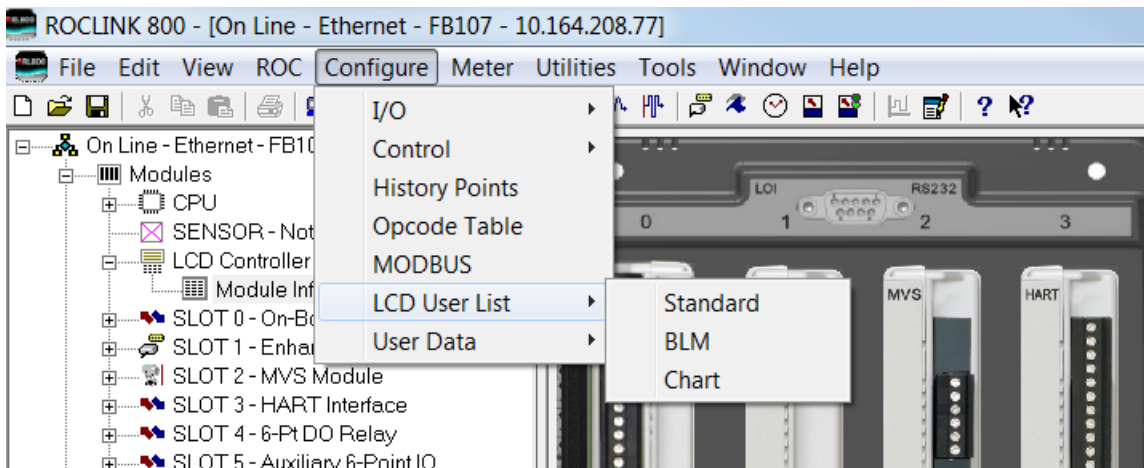 ROCLINK 800 - [On Line - Ethernet - FB107 - 10.164.208.77]
File Edit View ROC Configure Meter Utilities Tools Window Help
On Line - Ethernet - FB10
Modules
CPU
SENSOR - Not
LCD Controller
Module Inf
SLOT 0 - On-Bo
SLOT 1 - Enhar
SLOT 2 - MVS Module
SLOT 3 - HART Interface
SLOT 4 - 6-Pt DO Relay
SLOT 5 - Auxiliary 6-Point IO
I/O
Control
History Points
Opcode Table
MODBUS
LCD User List
User Data
Standard
BLM
Chart
LOI RS232
0 1 2 3
MVS HART